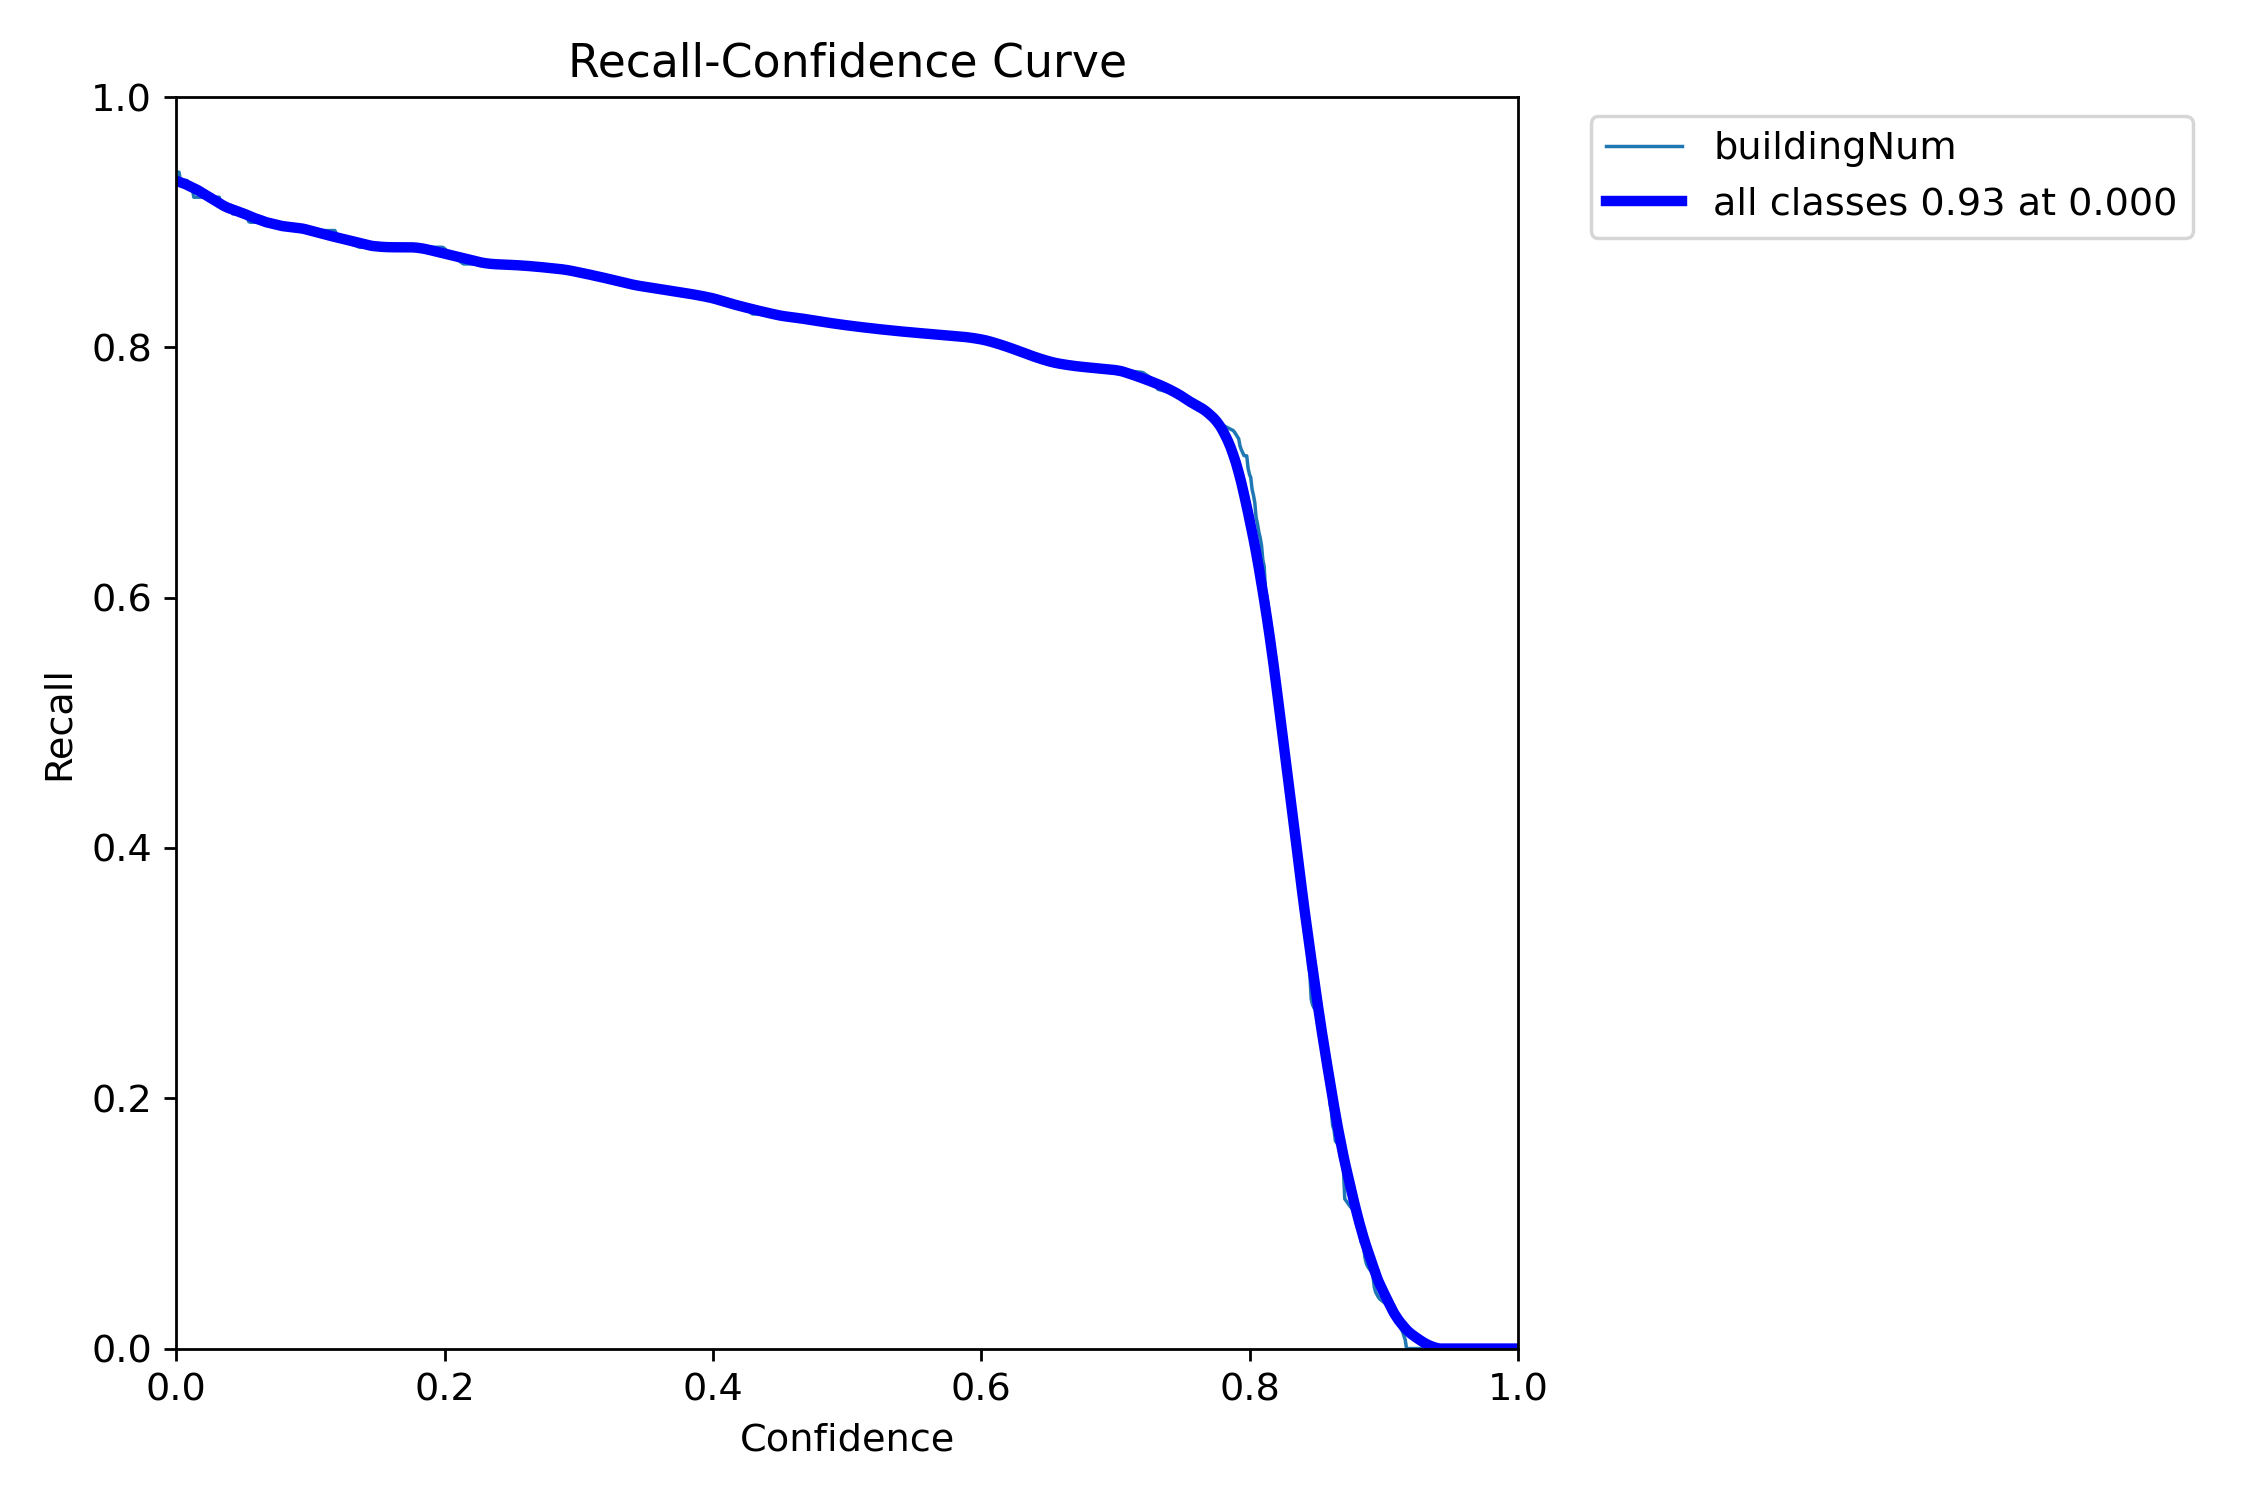 Recall-Confidence Curve
1.0
0.8
0.6
0.4
0.2
0.0
Recall
0.0 0.2 0.4 0.6 0.8 1.0
Confidence
buildingNum
all classes 0.93 at 0.000